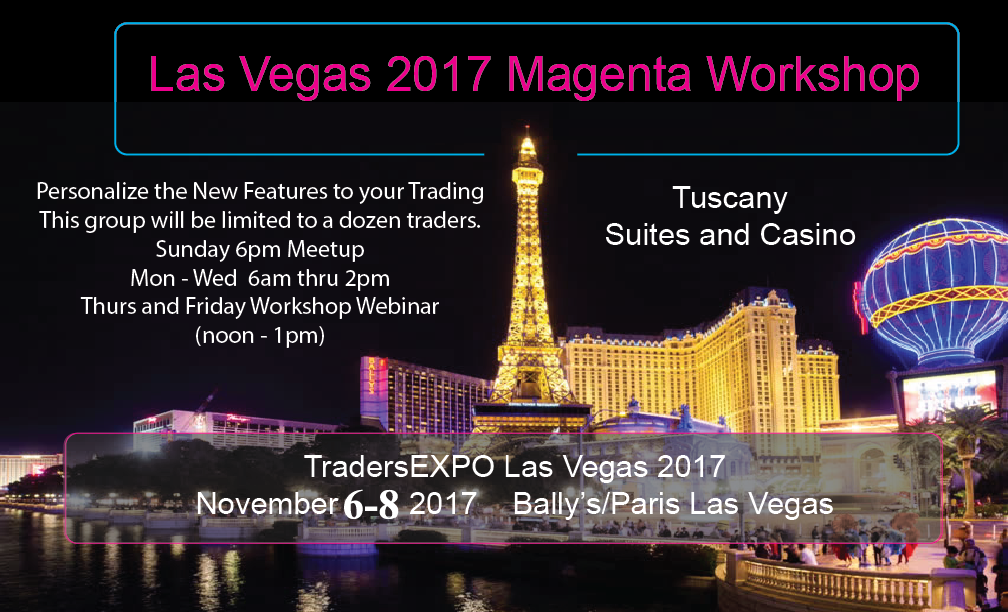 Las Vegas 2017 Magenta Workshop
Personalize the New Features to your Trading
This group will be limited to a dozen traders.
Sunday 6pm Meetup
Mon - Wed  6am thru 2pm
Thurs and Friday Workshop Webinar
(noon - 1pm)
Tuscany
Suites and Casino
BALLY'S
TradersEXPO Las Vegas 2017
November 6-8 2017    Bally’s/Paris Las Vegas